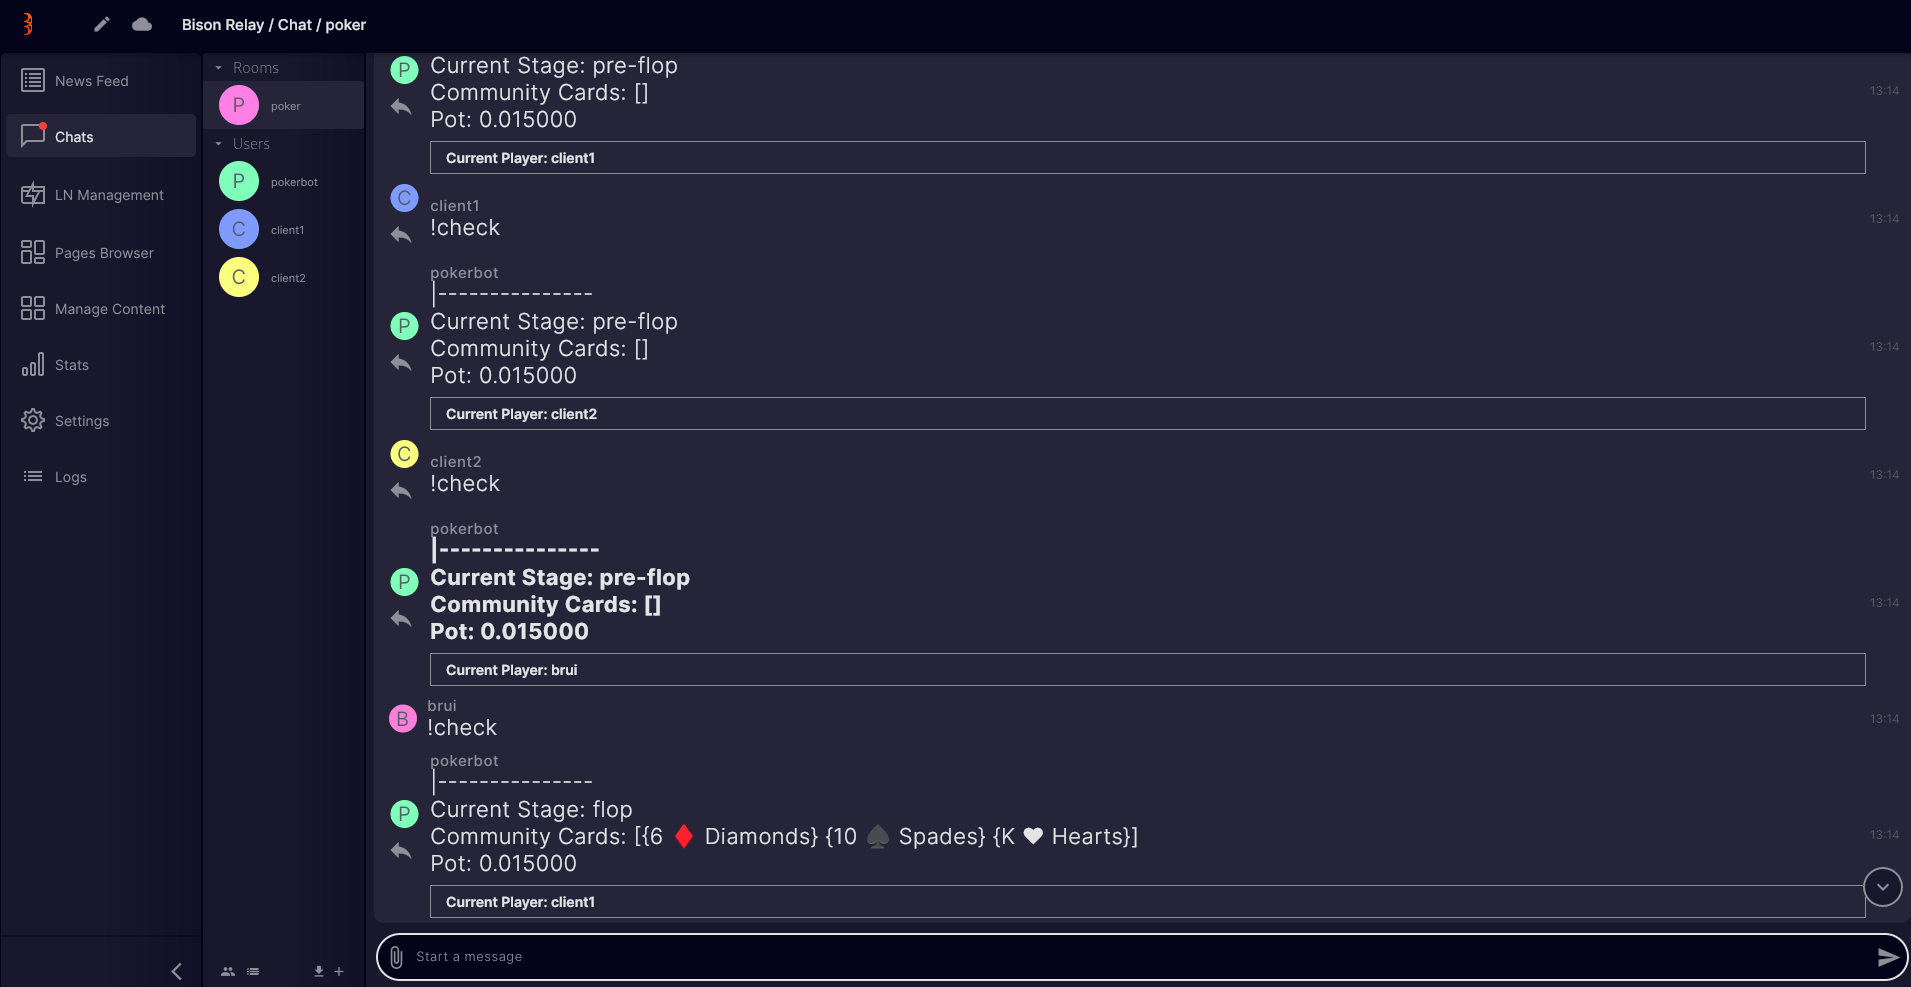 Bison Relay / Chat / poker
News Feed
Chats
LN Management
Pages Browser
Manage Content
Stats
Settings
Logs
Rooms
P poker
Users
P pokerbot
C client1
C client2
P
Current Stage: pre-flop
Community Cards: []
Pot: 0.015000
13:14
Current Player: client1
C
client1
!check
13:14
pokerbot
|---------------
P
Current Stage: pre-flop
Community Cards: []
Pot: 0.015000
13:14
Current Player: client2
C
client2
!check
13:14
pokerbot
|---------------
P
Current Stage: pre-flop
Community Cards: []
Pot: 0.015000
13:14
Current Player: brui
B
brui
!check
13:14
pokerbot
|---------------
P
Current Stage: flop
Community Cards: [{6 ♦ Diamonds} {10 ♠ Spades} {K ♥ Hearts}]
Pot: 0.015000
13:14
Current Player: client1
Start a message